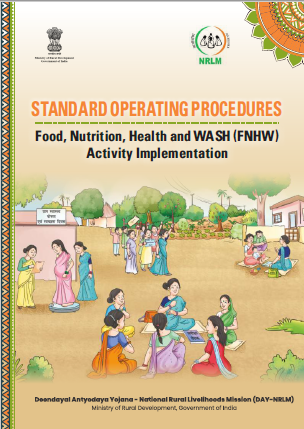 Ministry of Rural Development
Government of India
NRLM
STANDARD OPERATING PROCEDURES
Food, Nutrition, Health and WASH (FNHW)
Activity Implementation
Deendayal Antyodaya Yojana - National Rural Livelihoods Mission (DAY-NRLM)
Ministry of Rural Development, Government of India